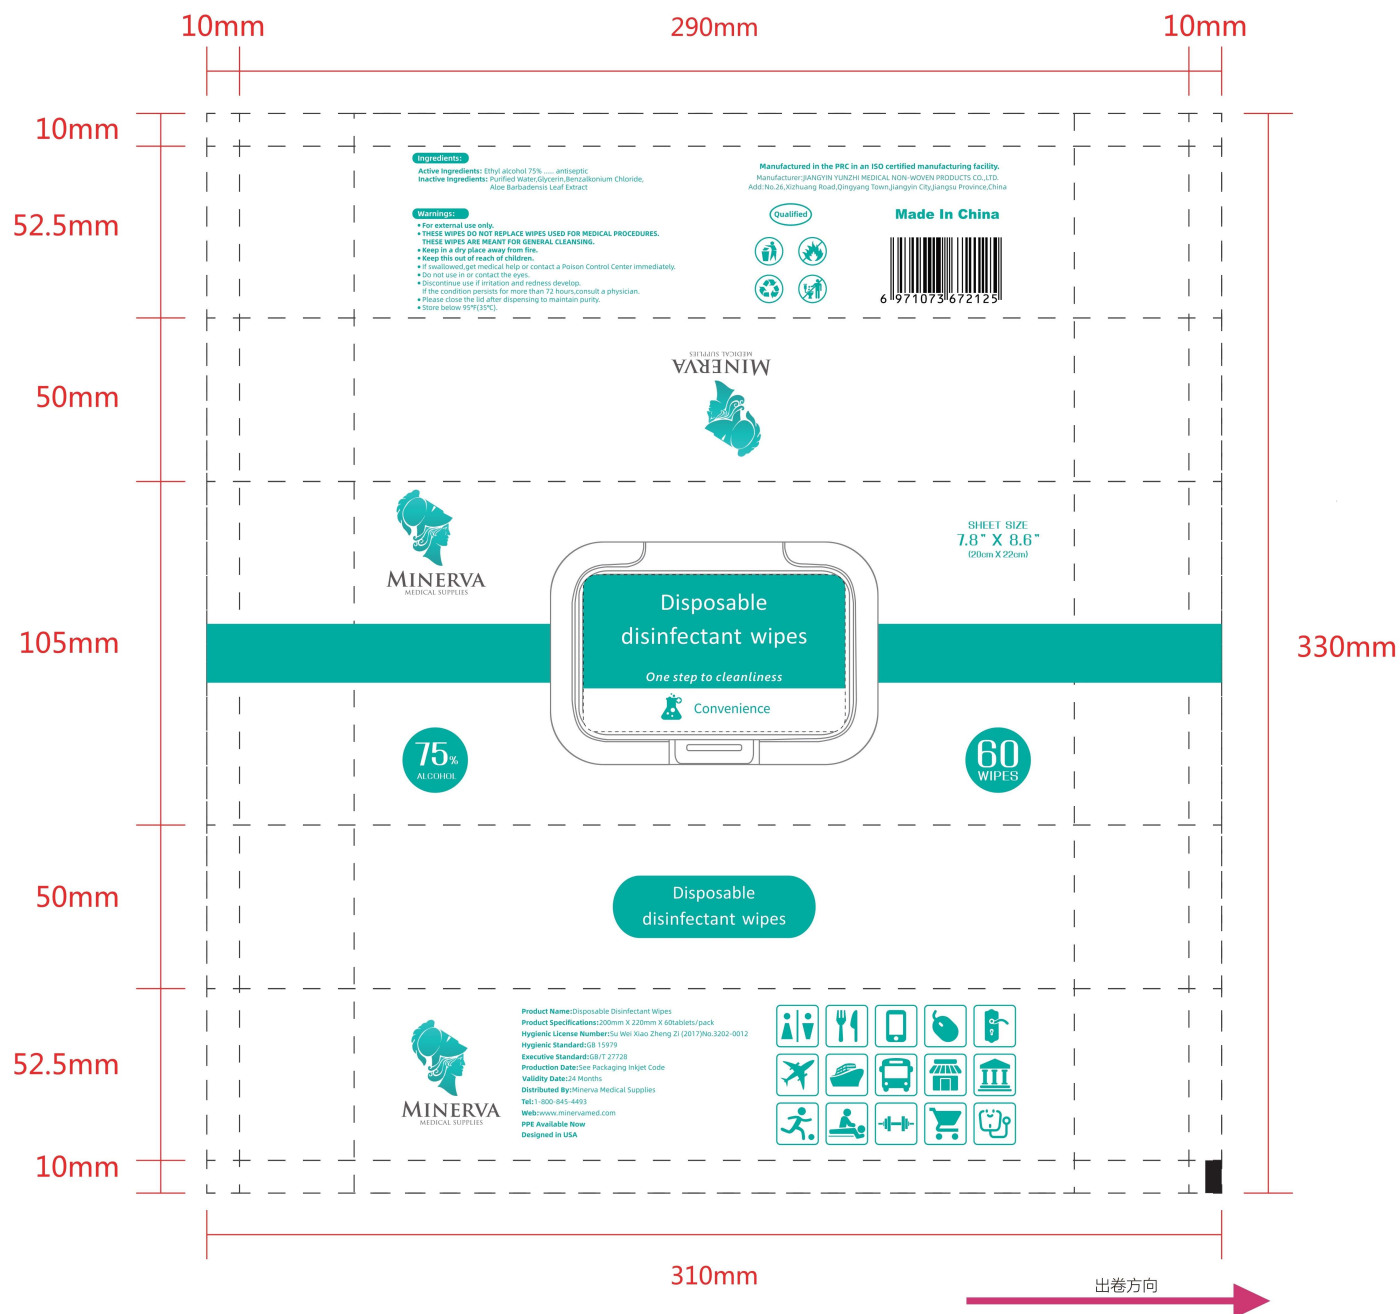 10mm
290mm
10mm
10mm
52.5mm
50mm
105mm
50mm
52.5mm
10mm
330mm
310mm
出卷方向
Ingredients:
Active Ingredients: Ethyl alcohol 75% ..... antiseptic
Inactive Ingredients: Purified Water,Glycerin,Benzalkonium Chloride,
Aloe Barbadensis Leaf Extract
Warnings:
• For external use only.
• THESE WIPES DO NOT REPLACE WIPES USED FOR MEDICAL PROCEDURES.
THESE WIPES ARE MEANT FOR GENERAL CLEANSING.
• Keep in a dry place away from fire.
• Keep this out of reach of children.
• If swallowed,get medical help or contact a Poison Control Center immediately.
• Do not use in or contact the eyes.
• Discontinue use if irritation and redness develop.
If the condition persists for more than 72 hours,consult a physician.
• Please close the lid after dispensing to maintain purity.
• Store below 95°F(35℃).
Manufactured in the PRC in an ISO certified manufacturing facility.
Manufacturer:JIANGYIN YUNZHI MEDICAL NON-WOVEN PRODUCTS CO.,LTD.
Add:No.26,Xizhuang Road,Qingyang Town,Jiangyin City,Jiangsu Province,China
Qualified
Made In China
6 971073 672125
MINERVA
MEDICAL SUPPLIES
MINERVA
MEDICAL SUPPLIES
SHEET SIZE
7.8” X 8.6”
(20cm X 22cm)
Disposable
disinfectant wipes
One step to cleanliness
Convenience
75%
ALCOHOL
60
WIPES
Disposable
disinfectant wipes
MINERVA
MEDICAL SUPPLIES
Product Name:Disposable Disinfectant Wipes
Product Specifications:200mm X 220mm X 60tablets/pack
Hygienic License Number:Su Wei Xiao Zheng Zi (2017)No.3202-0012
Hygienic Standard:GB 15979
Executive Standard:GB/T 27728
Production Date:See Packaging Inkjet Code
Validity Date:24 Months
Distributed By:Minerva Medical Supplies
Tel:1-800-845-4493
Web:www.minervamed.com
PPE Available Now
Designed in USA